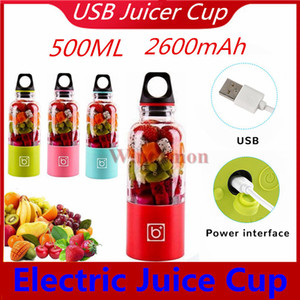 USB Juicer Cup
500ML 2600mAh
USB
Power interface
Electric Juice Cup